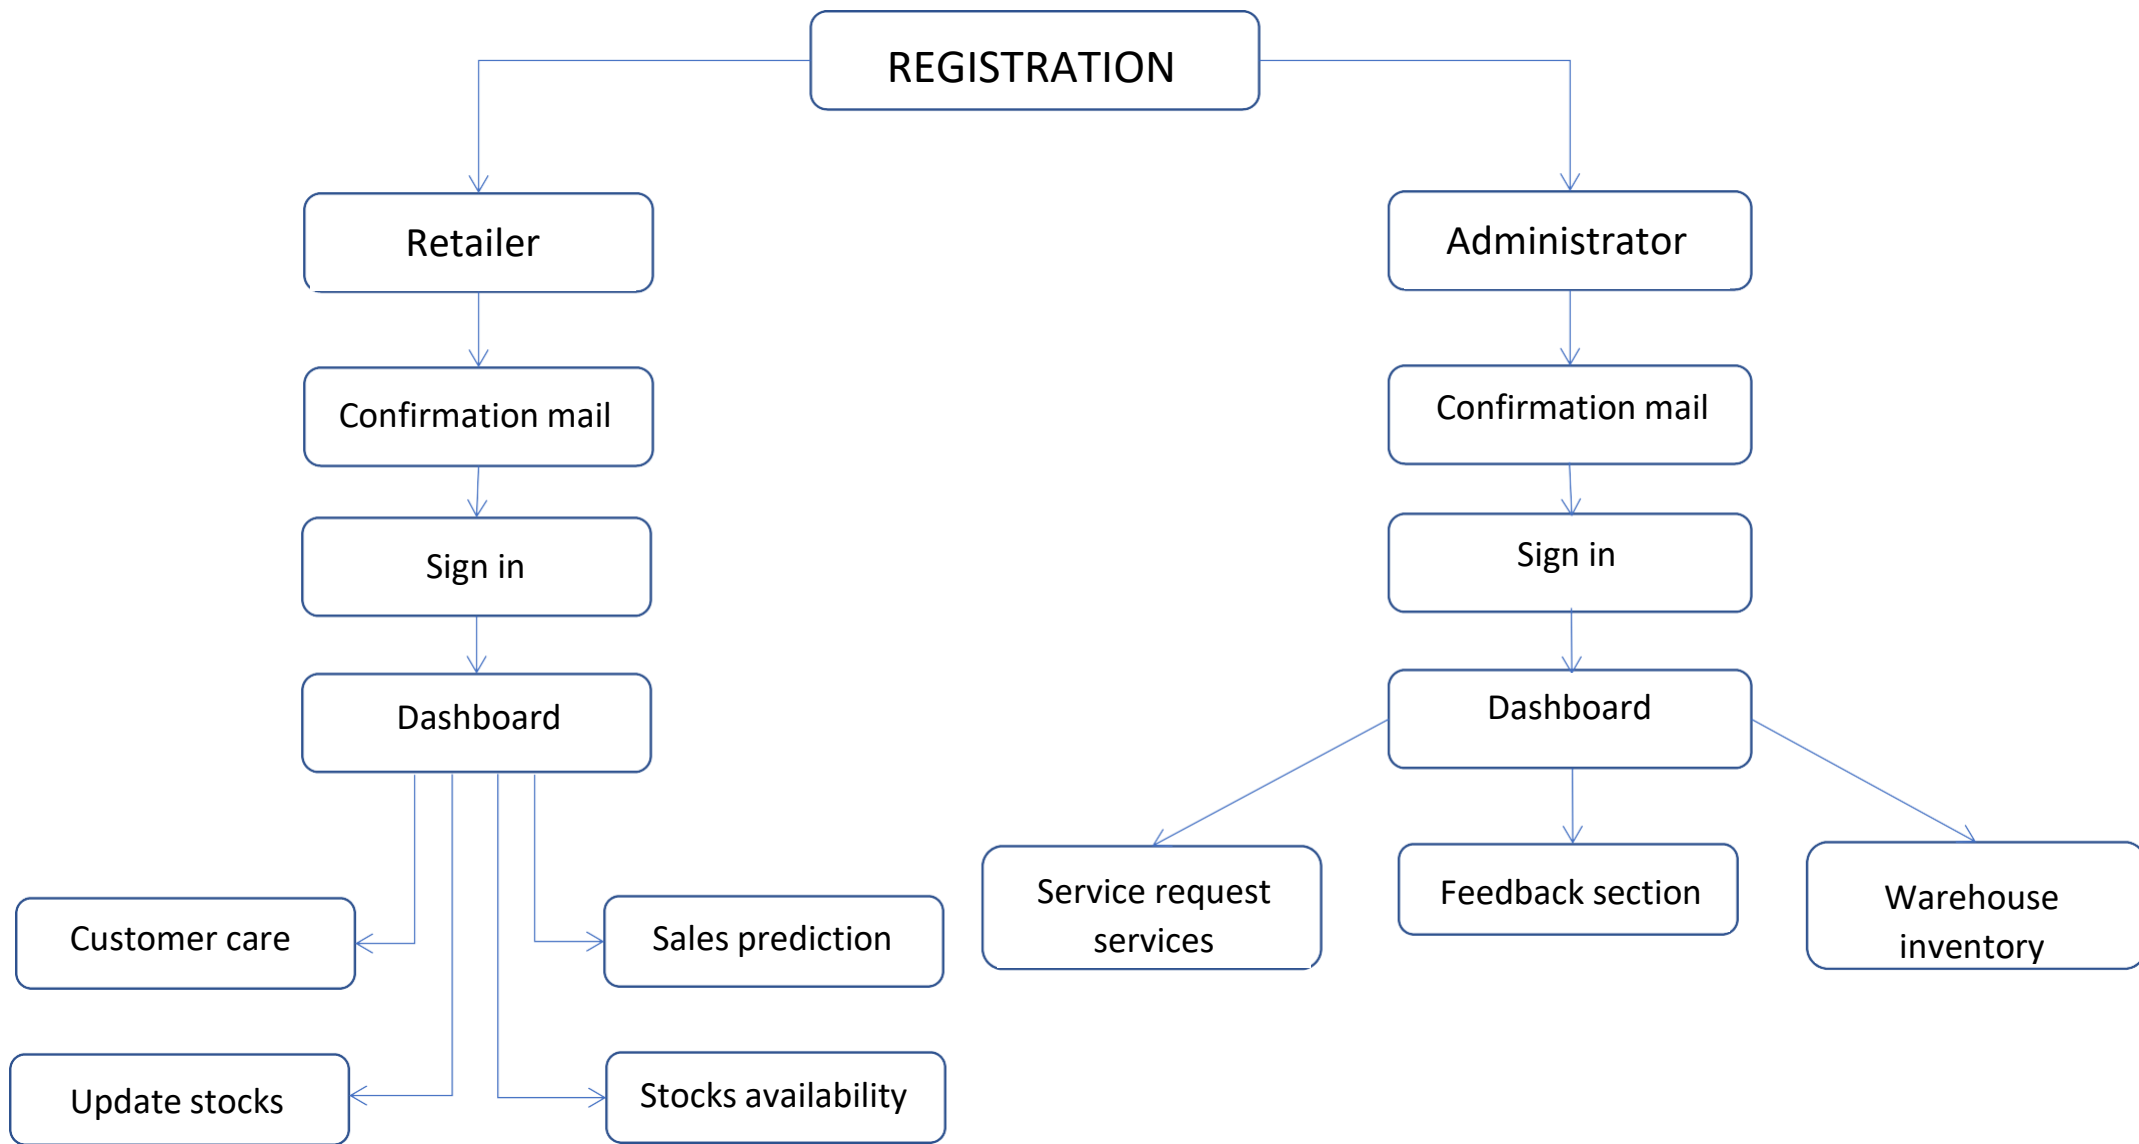 REGISTRATION
Retailer
Administrator
Confirmation mail
Confirmation mail
Sign in
Sign in
Dashboard
Dashboard
Customer care
Sales prediction
Service request
services
Feedback section
Warehouse
inventory
Update stocks
Stocks availability